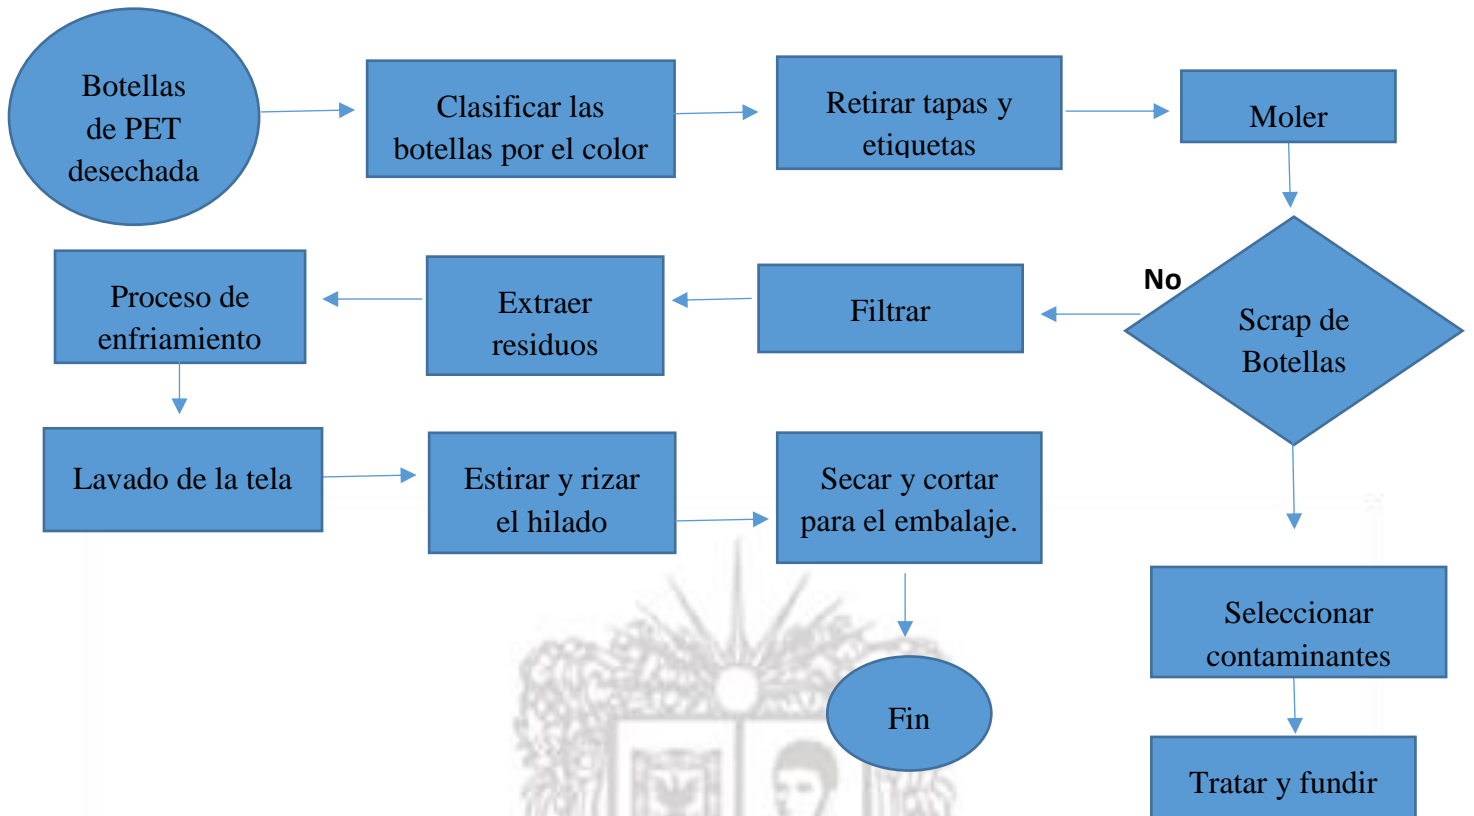 Botellas
de PET
desechada
Clasificar las
botellas por el color
Retirar tapas y
etiquetas
Moler
Scrap de
Botellas
No
Filtrar
Extraer
residuos
Proceso de
enfriamiento
Lavado de la tela
Estirar y rizar
el hilado
Secar y cortar
para el embalaje.
Fin
Seleccionar
contaminantes
Tratar y fundir